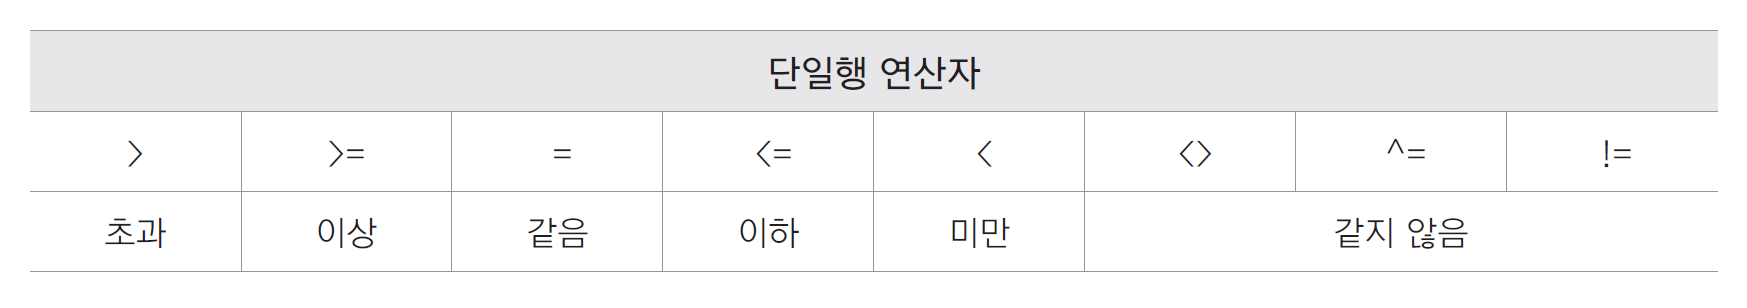 단일행 연산자
> >= = <= < <> ^= !=
초과 이상 같음 이하 미만 같지 않음